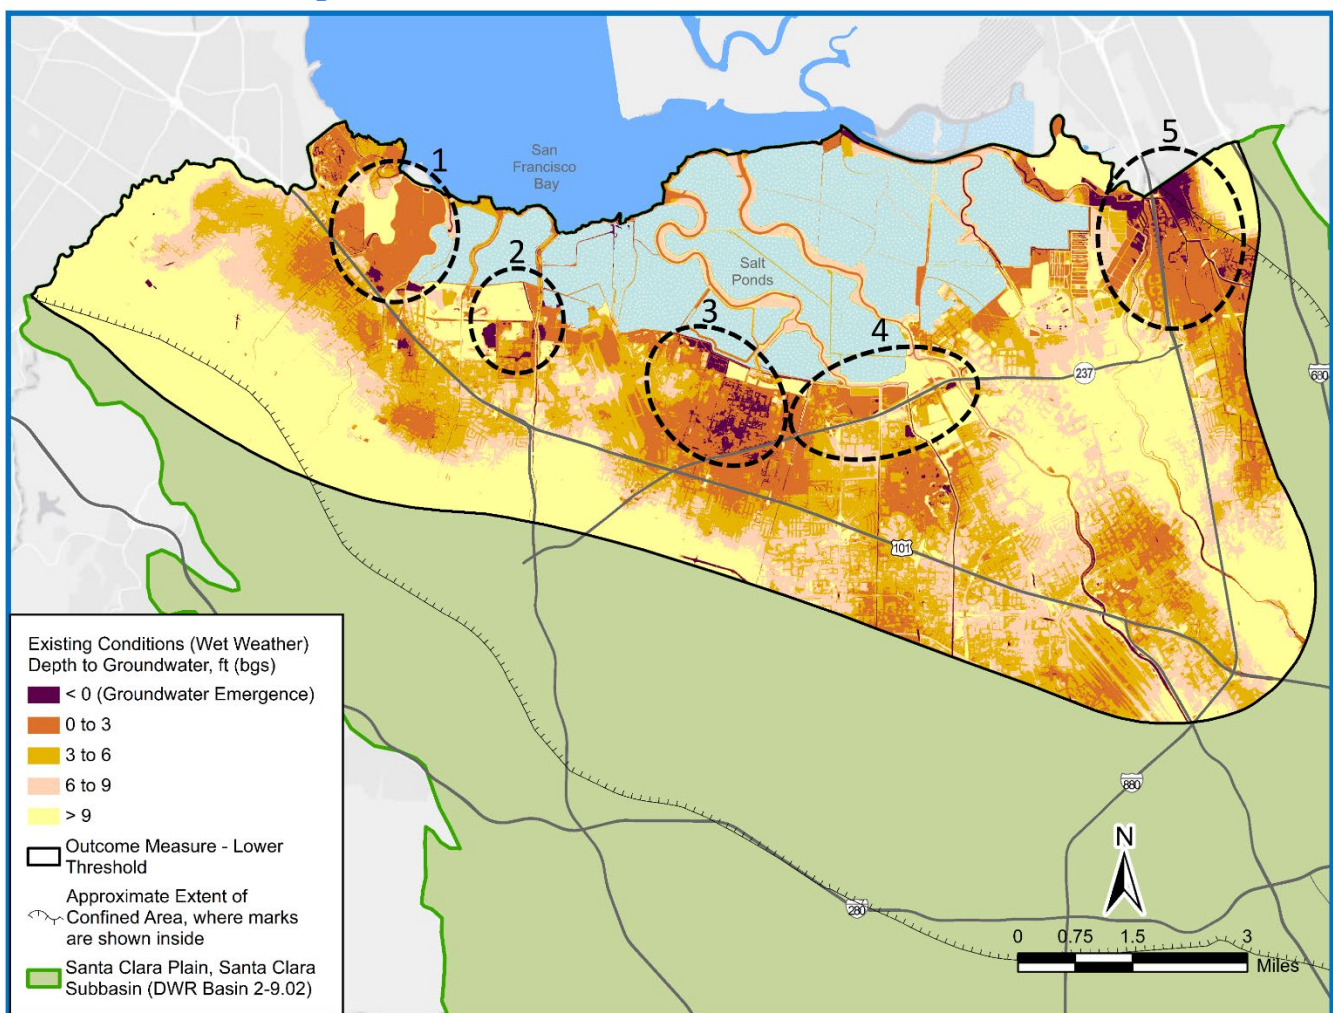 1
5
San
Francisco
Bay
2
Salt
Ponds
3
4
237
680
101
Existing Conditions (Wet Weather)
Depth to Groundwater, ft (bgs)
< 0 (Groundwater Emergence)
0 to 3
3 to 6
6 to 9
> 9
Outcome Measure - Lower
Threshold
Approximate Extent of
Confined Area, where marks
are shown inside
Santa Clara Plain, Santa Clara
Subbasin (DWR Basin 2-9.02)
880
280
N
0 0.75 1.5 3
Miles